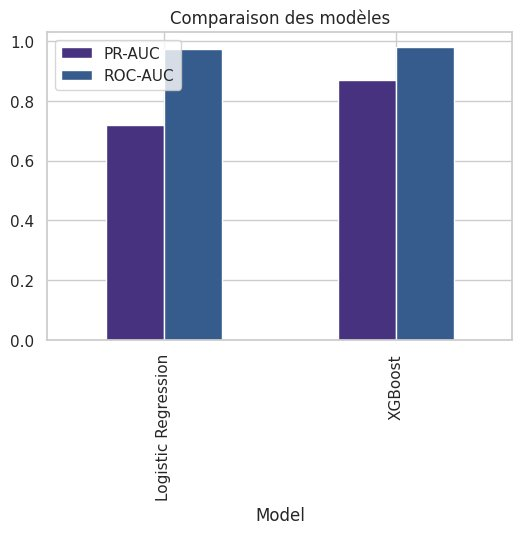 Comparaison des modèles
PR-AUC
ROC-AUC
1.0
0.8
0.6
0.4
0.2
0.0
Logistic Regression
XGBoost
Model